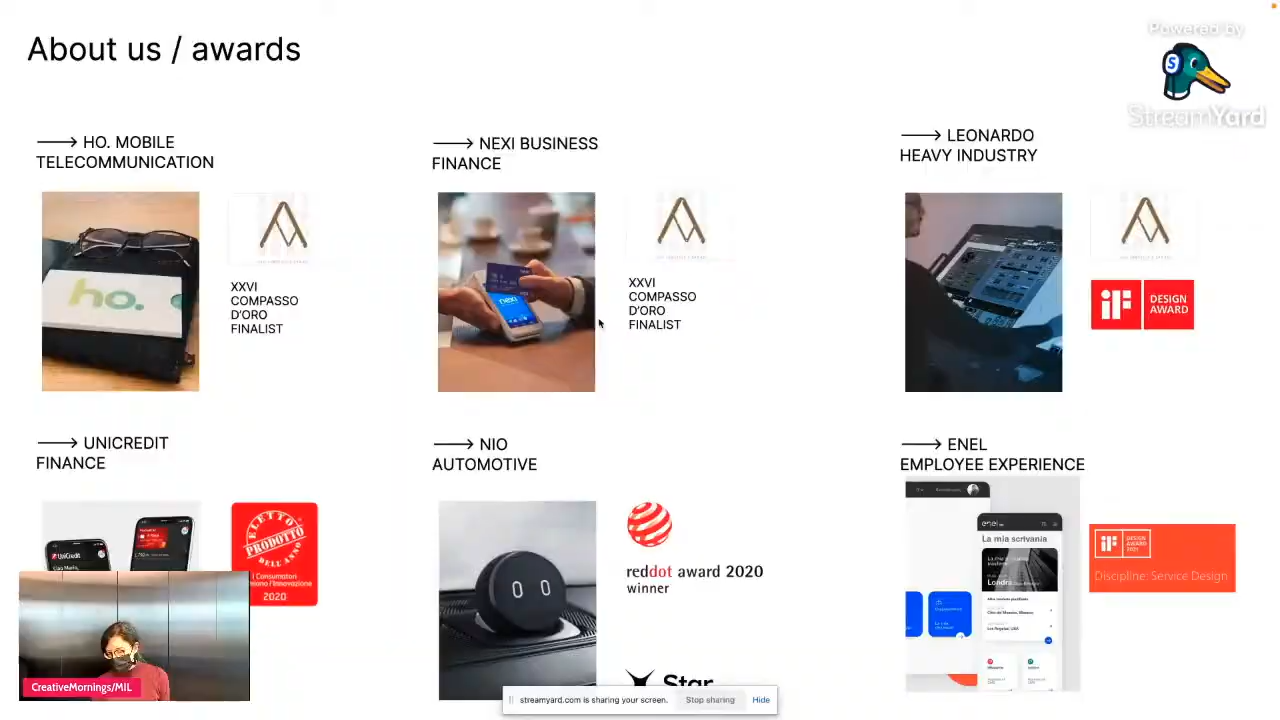 About us / awards
Powered by
StreamYard
HO. MOBILE
TELECOMMUNICATION
ho.
XXVI
COMPASSO
D'ORO
FINALIST
NEXI BUSINESS
FINANCE
nexi
XXVI
COMPASSO
D'ORO
FINALIST
LEONARDO
HEAVY INDUSTRY
iF
DESIGN
AWARD
UNICREDIT
FINANCE
UniCredit
ELETTO
PRODOTTO
DELL'ANNO
2020
NIO
AUTOMOTIVE
reddot award 2020
winner
Star
ENEL
EMPLOYEE EXPERIENCE
enel
La mia scrivania
Londra
iF
DESIGN
AWARD
2021
Discipline: Service Design
CreativeMornings/MIL
streamyard.com is sharing your screen.
Stop sharing
Hide